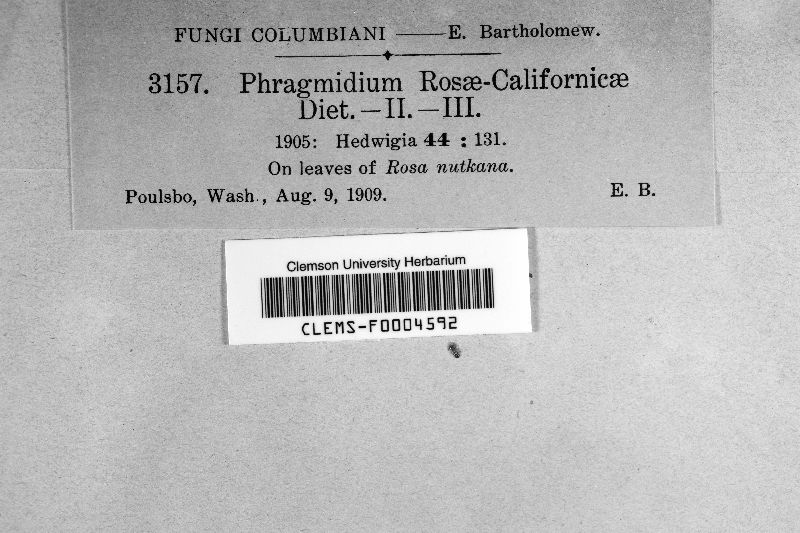 FUNGI COLUMBIANI —— E. Bartholomew.
3157. Phragmidium Rosæ-Californicæ
Diet. — II. — III.
1905: Hedwigia 44 : 131.
On leaves of Rosa nutkana.
Poulsbo, Wash., Aug. 9, 1909. E. B.
Clemson University Herbarium
CLEMS-F0004592